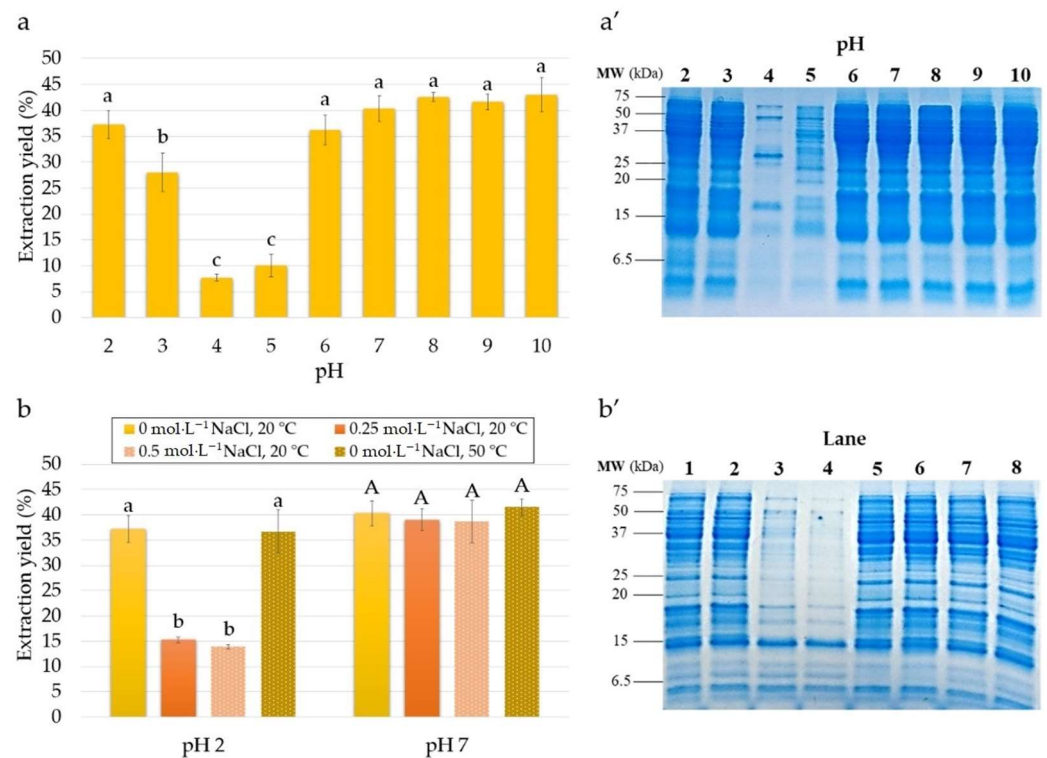 a
Extraction yield (%)
50
45
40
35
30
25
20
15
10
5
0
a
b
c
c
a
a
a
a
a
2 3 4 5 6 7 8 9 10
pH
a′
pH
MW (kDa) 2 3 4 5 6 7 8 9 10
75
50
37
25
20
15
6.5
b
0 mol·L⁻¹ NaCl, 20 °C 0.25 mol·L⁻¹ NaCl, 20 °C
0.5 mol·L⁻¹ NaCl, 20 °C 0 mol·L⁻¹ NaCl, 50 °C
Extraction yield (%)
50
45
40
35
30
25
20
15
10
5
0
a
b
b
a
A
A
A
A
pH 2 pH 7
b′
Lane
MW (kDa) 1 2 3 4 5 6 7 8
75
50
37
25
20
15
6.5